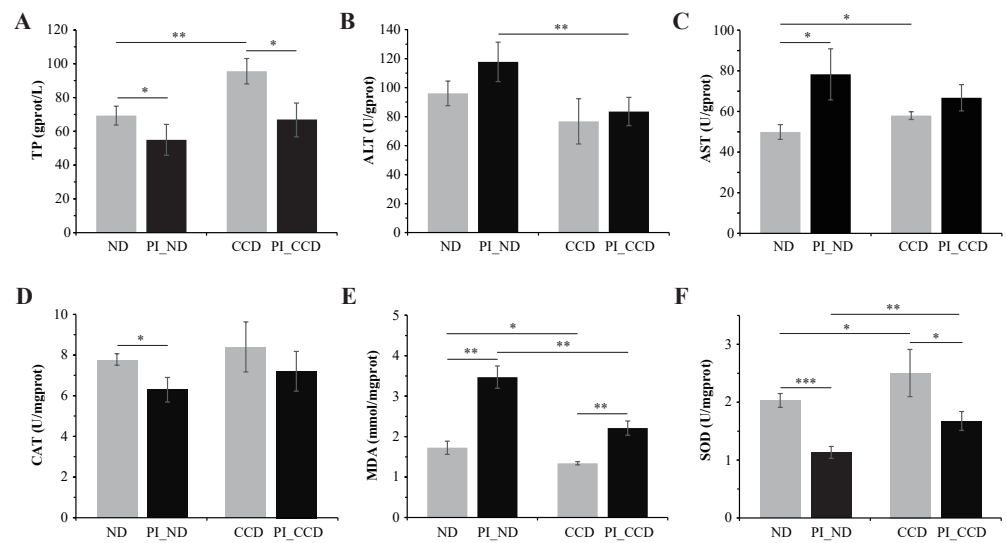 A
TP (gprot/L)
120
100
80
60
40
20
0
**
*
*
ND PI_ND CCD PI_CCD
B
ALT (U/gprot)
140
120
100
80
60
40
20
0
**
ND PI_ND CCD PI_CCD
C
AST (U/gprot)
100
80
60
40
20
0
*
*
ND PI_ND CCD PI_CCD
D
CAT (U/mgprot)
10
8
6
4
2
0
*
ND PI_ND CCD PI_CCD
E
MDA (mmol/mgprot)
5
4
3
2
1
0
*
** **
**
ND PI_ND CCD PI_CCD
F
SOD (U/mgprot)
3
2
1
0
**
*
*
***
ND PI_ND CCD PI_CCD